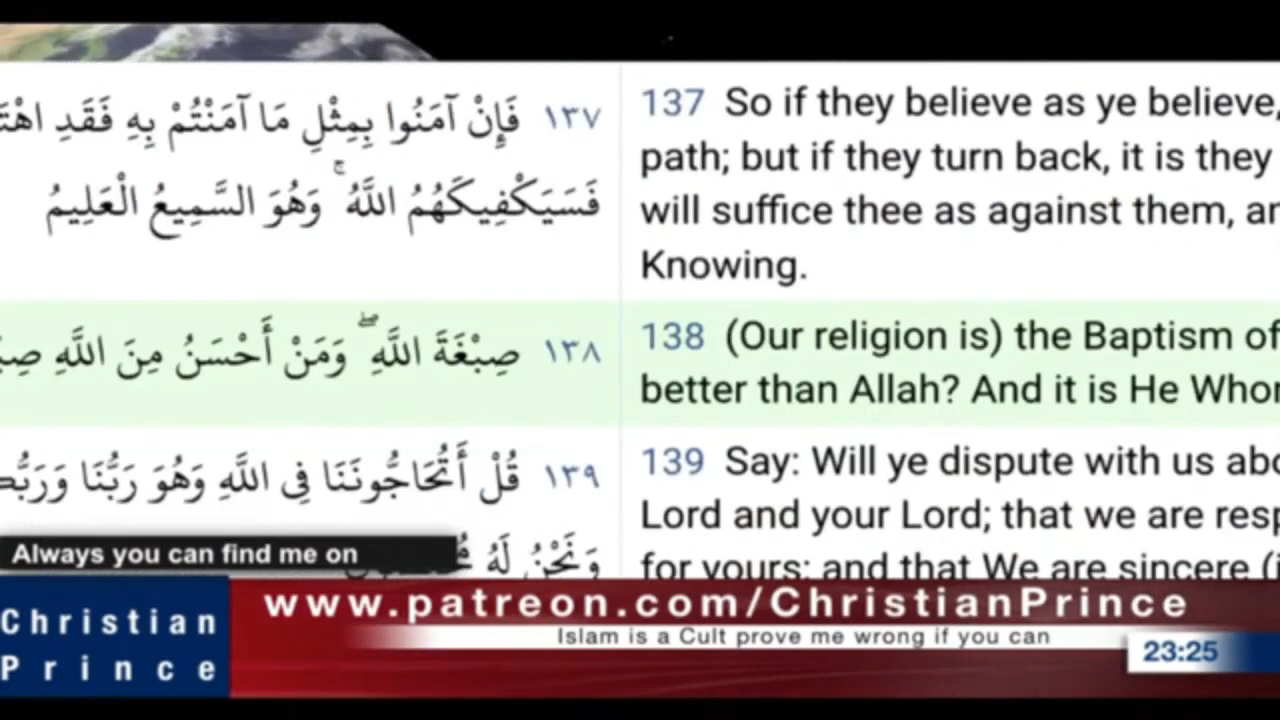 ١٣٧ فَإِنْ آمَنُوا بِمِثْلِ مَا آمَنْتُمْ بِهِ فَقَدِ
فَسَيَكْفِيكَهُمُ اللَّهُ ۚ وَهُوَ السَّمِيعُ الْعَلِيمُ
137 So if they believe as ye believe,
path; but if they turn back, it is they
will suffice thee as against them,
Knowing.
١٣٨ صِبْغَةَ اللَّهِ ۖ وَمَنْ أَحْسَنُ مِنَ اللَّهِ
138 (Our religion is) the Baptism of
better than Allah? And it is He
١٣٩ قُلْ أَتُحَاجُّونَنَا فِي اللَّهِ وَهُوَ رَبُّنَا
وَنَحْنُ لَهُ
139 Say: Will ye dispute with us
Lord and your Lord; that we are
for yours; and that We are sincere
Always you can find me on
Christian
Prince
www.patreon.com/ChristianPrince
Islam is a Cult prove me wrong if you can
23:25